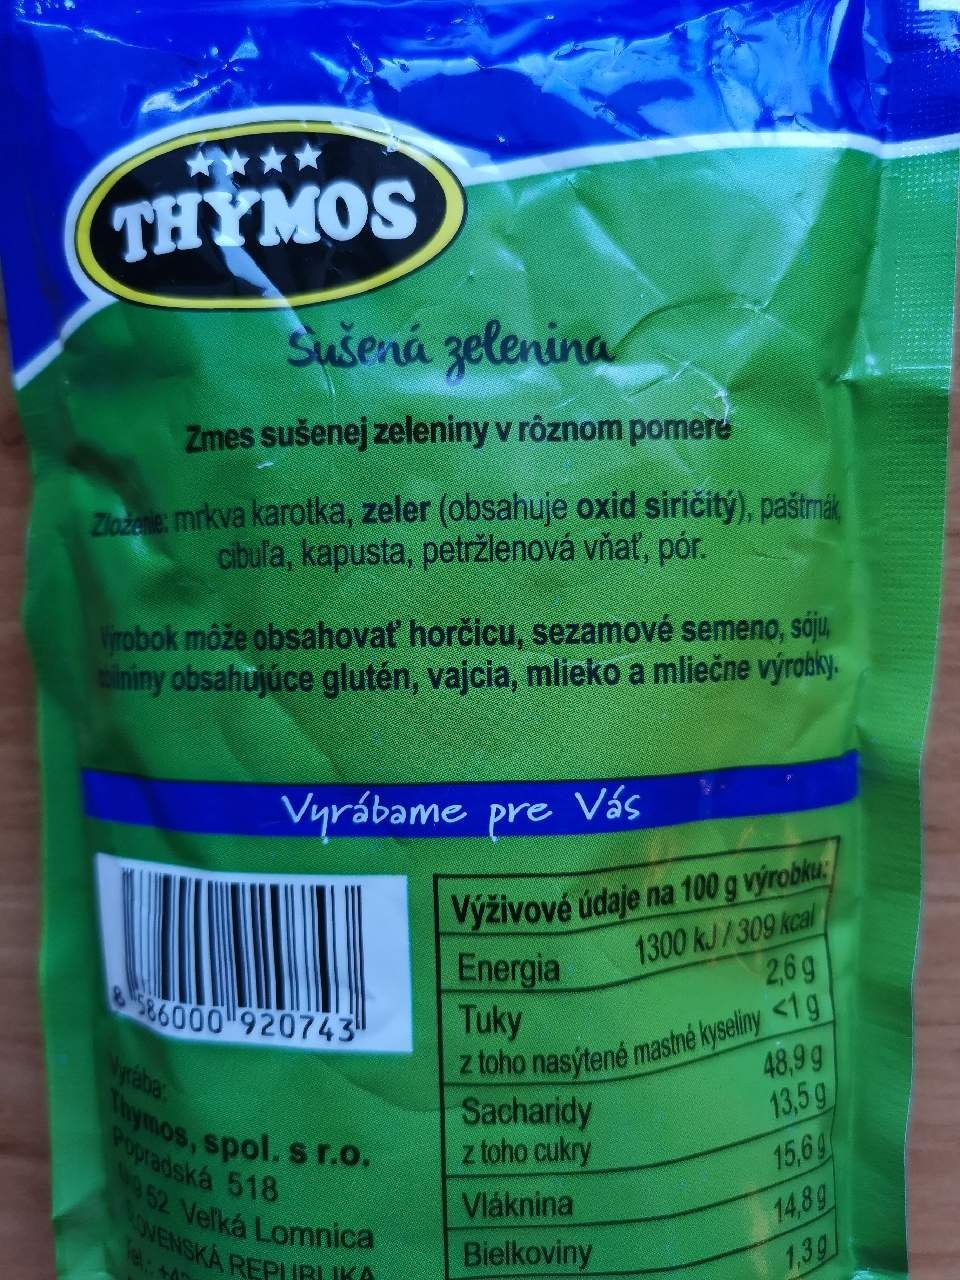 THYMOS
Sušená zelenina
Zmes sušenej zeleniny v rôznom pomere
Zloženie: mrkva karotka, zeler (obsahuje oxid siričitý), paštrnák,
cibuľa, kapusta, petržlenová vňať, pór.
Výrobok môže obsahovať horčicu, sezamové semeno, sóju,
obilniny obsahujúce glutén, vajcia, mlieko a mliečne výrobky.
Vyrábame pre Vás
8 586000 920743
Výživové údaje na 100 g výrobku:
Energia 1300 kJ / 309 kcal
Tuky 2,6 g
z toho nasýtené mastné kyseliny <1 g
Sacharidy 48,9 g
z toho cukry 13,5 g
Vláknina 15,6 g
Bielkoviny 14,8 g
1,3 g
Vyrába:
Thymos, spol. s r.o.
Popradská 518
52 Veľká Lomnica
SLOVENSKÁ REPUBLIKA
Tel.: